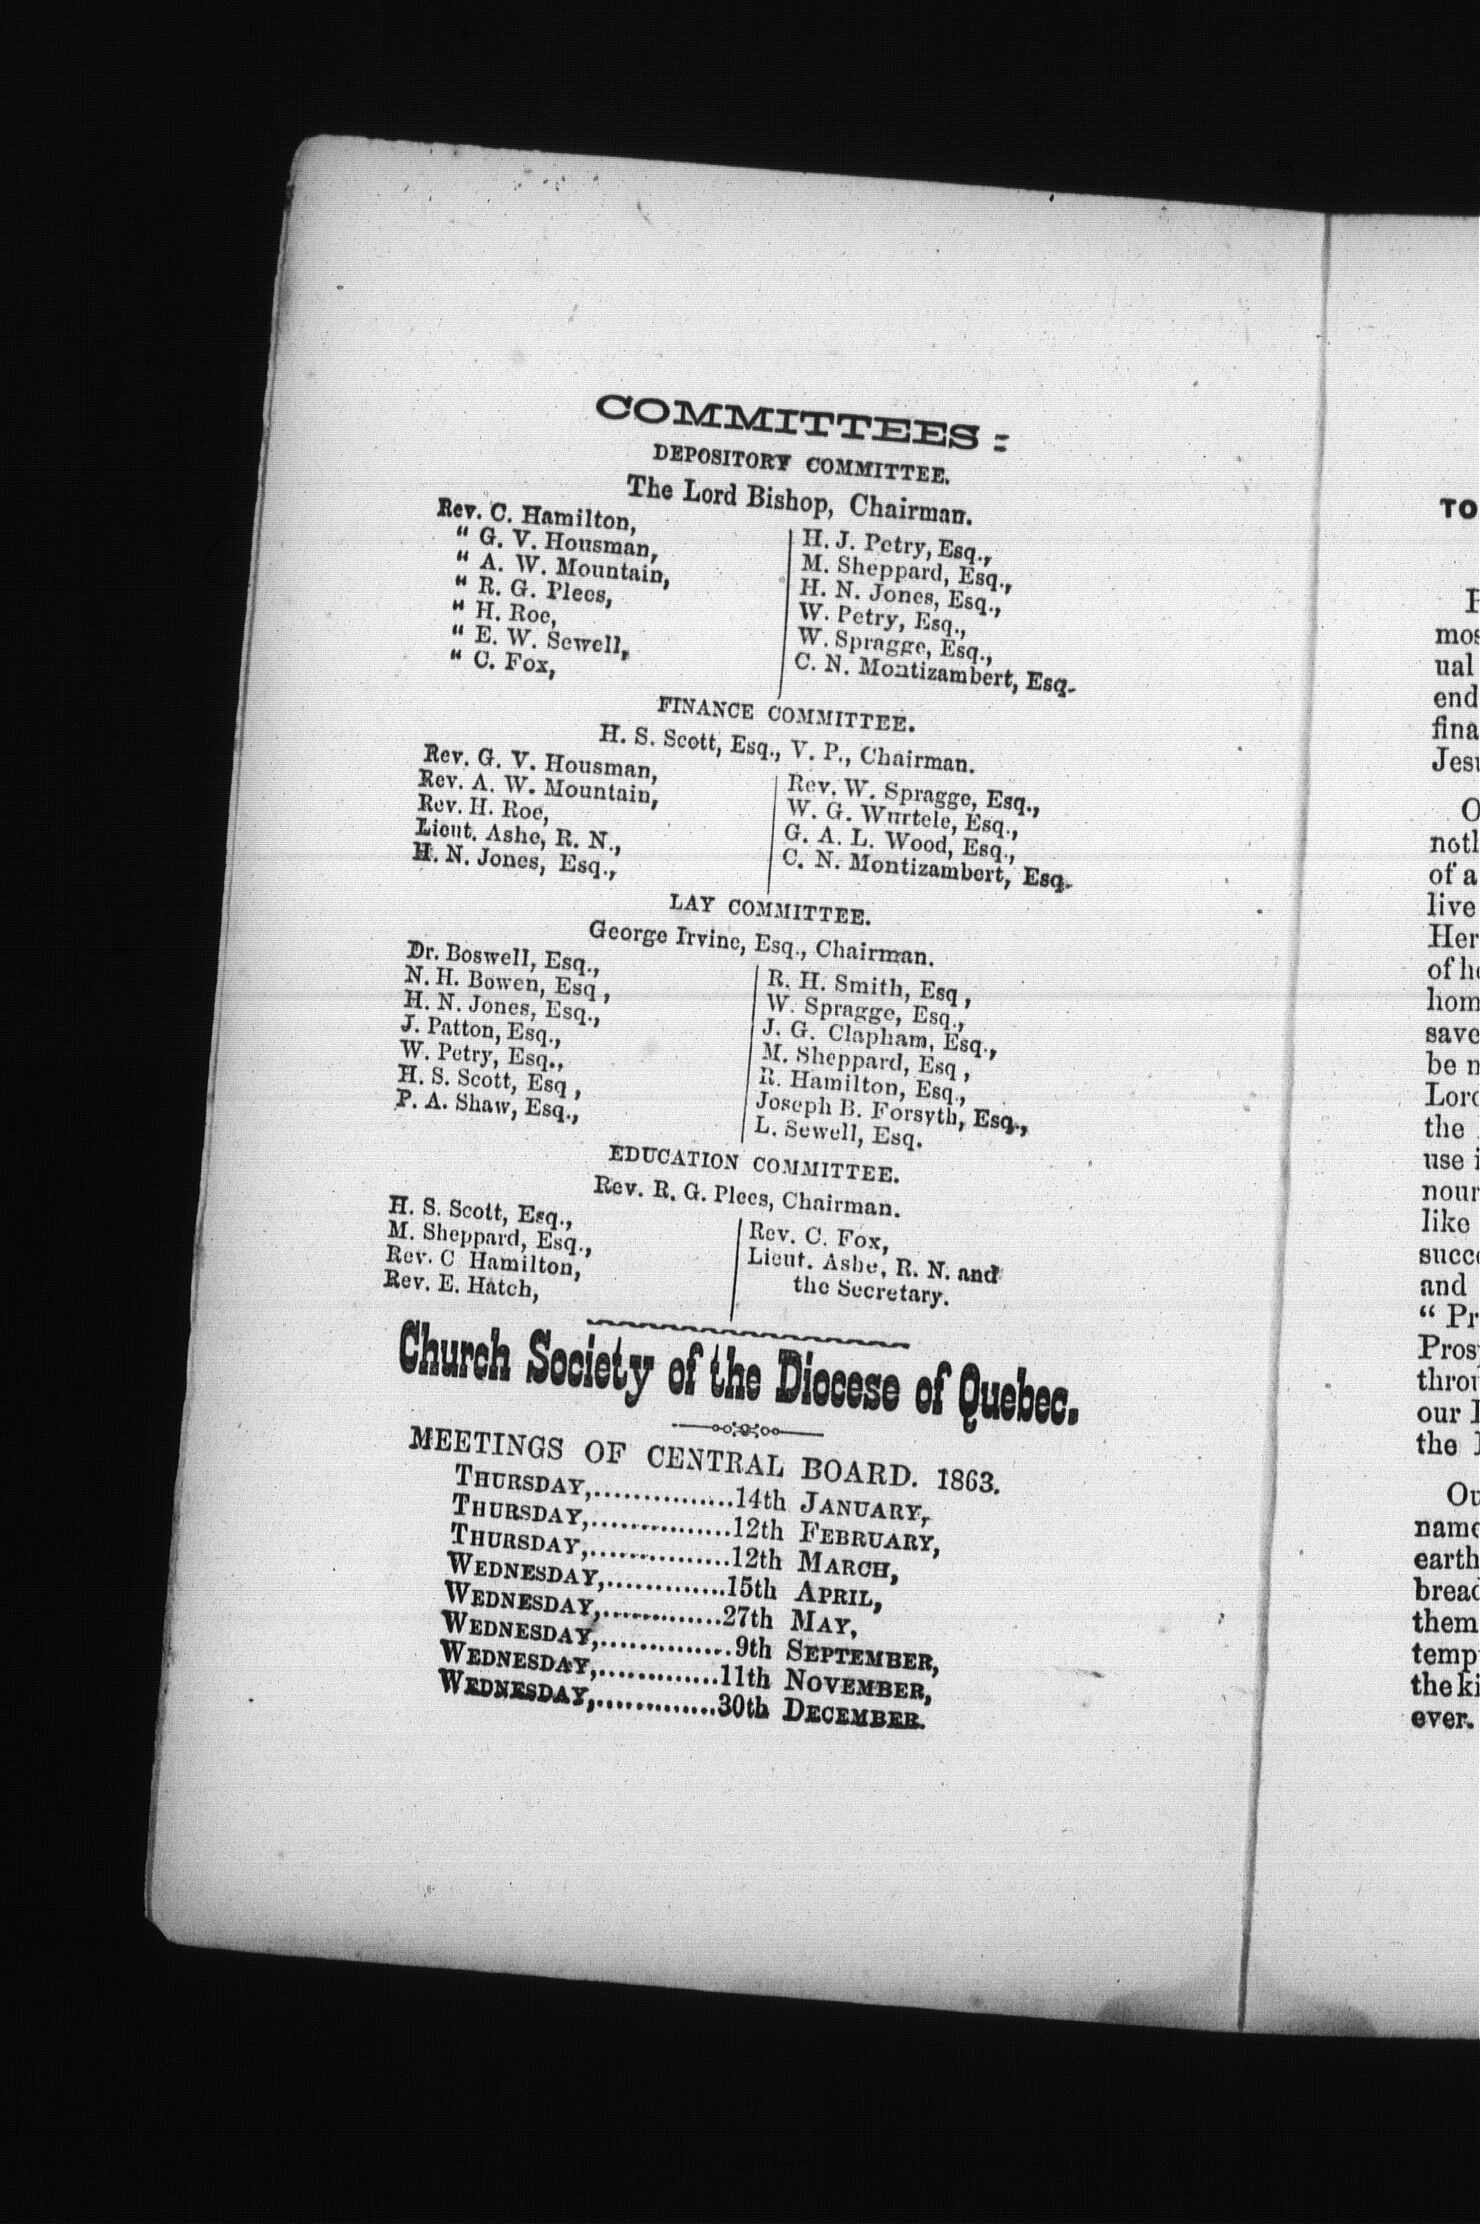 COMMITTEES:
DEPOSITORY COMMITTEE.
The Lord Bishop, Chairman.
Rev. C. Hamilton,
" G. V. Housman,
" A. W. Mountain,
" R. G. Plees,
" H. Roe,
" E. W. Sewell,
" C. Fox,
H. J. Petry, Esq.,
M. Sheppard, Esq.,
H. N. Jones, Esq.,
W. Petry, Esq.,
W. Spragge, Esq.,
C. N. Montizambert, Esq.
FINANCE COMMITTEE.
H. S. Scott, Esq., V. P., Chairman.
Rev. G. V. Housman,
Rev. A. W. Mountain,
Rev. H. Roe,
Lieut. Ashe, R. N.,
H. N. Jones, Esq.,
Rev. W. Spragge, Esq.,
W. G. Wurtele, Esq.,
G. A. L. Wood, Esq.,
C. N. Montizambert, Esq.
LAY COMMITTEE.
George Irvine, Esq., Chairman.
Dr. Boswell, Esq.,
N. H. Bowen, Esq ,
H. N. Jones, Esq.,
J. Patton, Esq.,
W. Petry, Esq.,
H. S. Scott, Esq ,
P. A. Shaw, Esq.,
R. H. Smith, Esq ,
W. Spragge, Esq.,
J. G. Clapham, Esq.,
M. Sheppard, Esq ,
R. Hamilton, Esq.,
Joseph B. Forsyth, Esq.,
L. Sewell, Esq.
EDUCATION COMMITTEE.
Rev. R. G. Plees, Chairman.
H. S. Scott, Esq.,
M. Sheppard, Esq.,
Rev. C Hamilton,
Rev. E. Hatch,
Rev. C. Fox,
Lieut. Ashe, R. N. and
the Secretary.
Church Society of the Diocese of Quebec.
MEETINGS OF CENTRAL BOARD. 1863.
THURSDAY,...............14th JANUARY,
THURSDAY,...............12th FEBRUARY,
THURSDAY,...............12th MARCH,
WEDNESDAY,.............15th APRIL,
WEDNESDAY,.............27th MAY,
WEDNESDAY,.............. 9th SEPTEMBER,
WEDNESDAY,.............11th NOVEMBER,
WEDNESDAY,.............30th DECEMBER.
TO
mos
ual
end
fina
Jesu
O
noth
of a
live
Her
of he
hom
save
be n
Lord
the
use i
nour
like
succe
and
" Pr
Pros
throu
our
the
Ou
name
earth
bread
them
temp
the ki
ever.